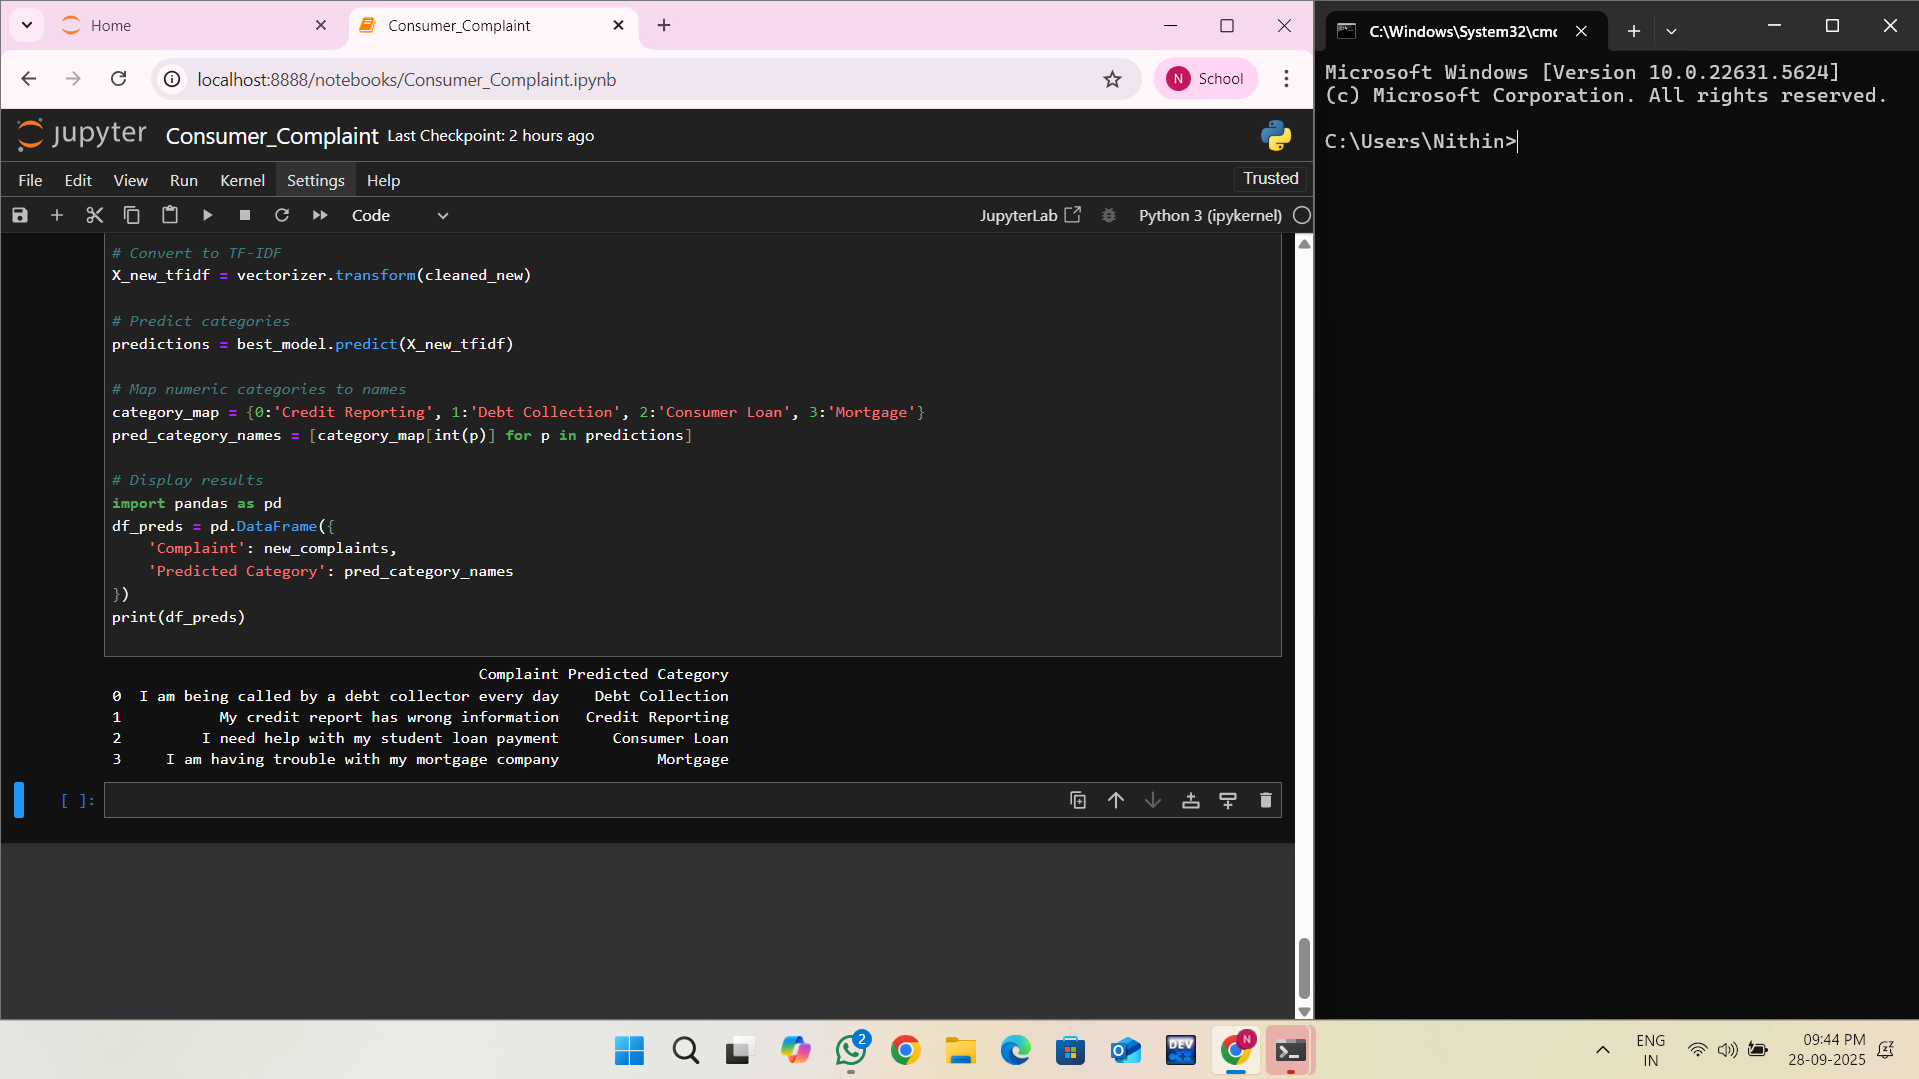 Home
Consumer_Complaint
localhost:8888/notebooks/Consumer_Complaint.ipynb
N School
jupyter Consumer_Complaint Last Checkpoint: 2 hours ago
File Edit View Run Kernel Settings Help Trusted
Code JupyterLab Python 3 (ipykernel)
# Convert to TF-IDF
X_new_tfidf = vectorizer.transform(cleaned_new)
# Predict categories
predictions = best_model.predict(X_new_tfidf)
# Map numeric categories to names
category_map = {0:'Credit Reporting', 1:'Debt Collection', 2:'Consumer Loan', 3:'Mortgage'}
pred_category_names = [category_map[int(p)] for p in predictions]
# Display results
import pandas as pd
df_preds = pd.DataFrame({
    'Complaint': new_complaints,
    'Predicted Category': pred_category_names
})
print(df_preds)
Complaint Predicted Category
0 I am being called by a debt collector every day Debt Collection
1 My credit report has wrong information Credit Reporting
2 I need help with my student loan payment Consumer Loan
3 I am having trouble with my mortgage company Mortgage
[ ]:
C:\Windows\System32\cmd
Microsoft Windows [Version 10.0.22631.5624]
(c) Microsoft Corporation. All rights reserved.
C:\Users\Nithin>
2
DEV
C++
N
ENG
IN
09:44 PM
28-09-2025